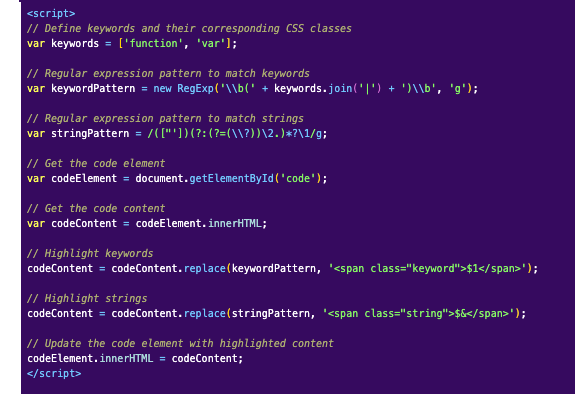 <script>
// Define keywords and their corresponding CSS classes
var keywords = ['function', 'var'];
// Regular expression pattern to match keywords
var keywordPattern = new RegExp('\\b(' + keywords.join('|') + ')\\b', 'g');
// Regular expression pattern to match strings
var stringPattern = /(["'])(?:(?=(\\?))\2.)*?\1/g;
// Get the code element
var codeElement = document.getElementById('code');
// Get the code content
var codeContent = codeElement.innerHTML;
// Highlight keywords
codeContent = codeContent.replace(keywordPattern, '<span class="keyword">$1</span>');
// Highlight strings
codeContent = codeContent.replace(stringPattern, '<span class="string">$&</span>');
// Update the code element with highlighted content
codeElement.innerHTML = codeContent;
</script>